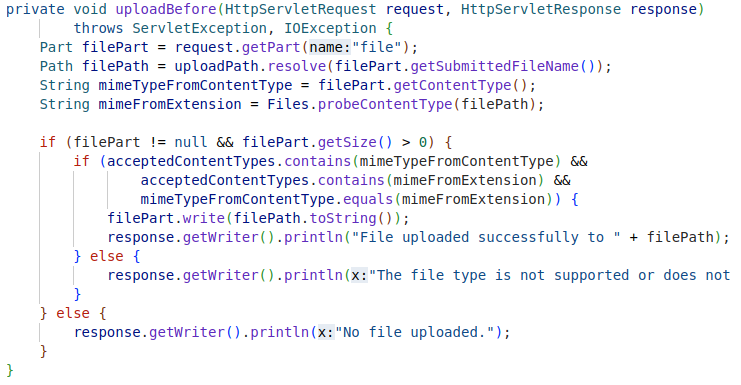 private void uploadBefore(HttpServletRequest request, HttpServletResponse response)
        throws ServletException, IOException {
    Part filePart = request.getPart(name:"file");
    Path filePath = uploadPath.resolve(filePart.getSubmittedFileName());
    String mimeTypeFromContentType = filePart.getContentType();
    String mimeFromExtension = Files.probeContentType(filePath);

    if (filePart != null && filePart.getSize() > 0) {
        if (acceptedContentTypes.contains(mimeTypeFromContentType) &&
                acceptedContentTypes.contains(mimeFromExtension) &&
                mimeTypeFromContentType.equals(mimeFromExtension)) {
            filePart.write(filePath.toString());
            response.getWriter().println("File uploaded successfully to " + filePath);
        } else {
            response.getWriter().println(x:"The file type is not supported or does not
        }
    } else {
        response.getWriter().println(x:"No file uploaded.");
    }
}